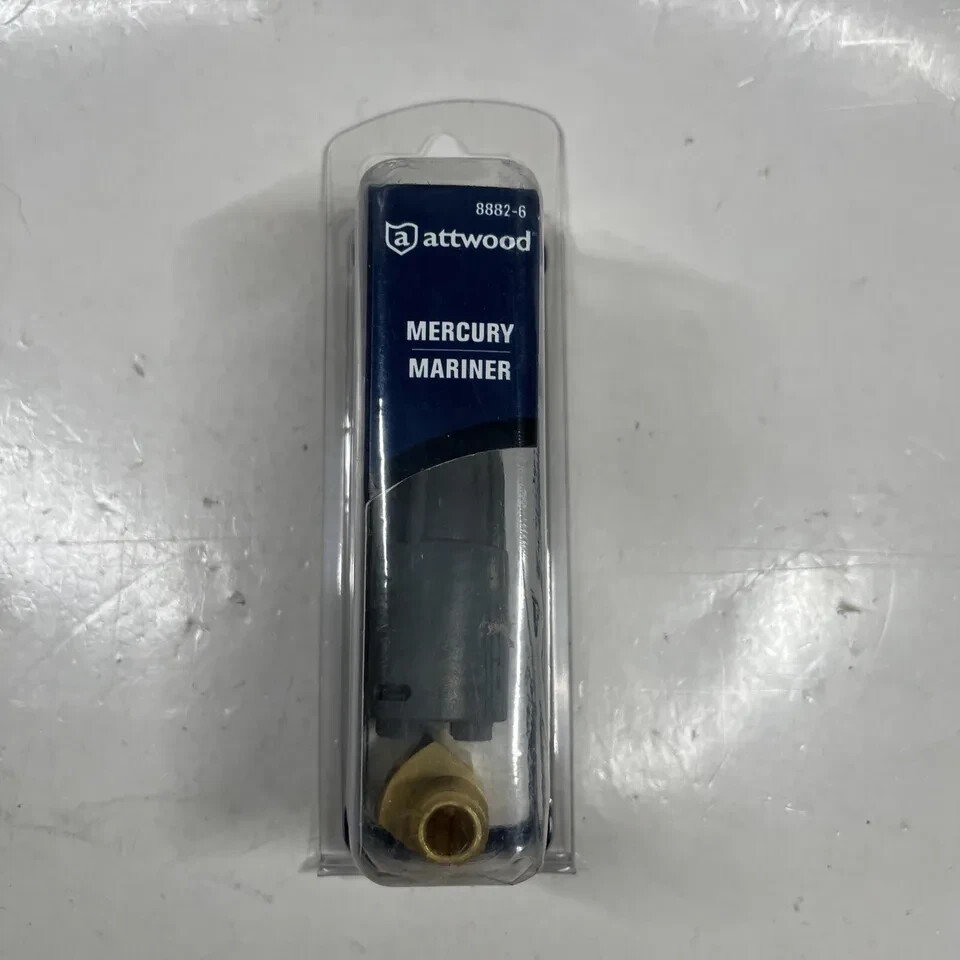 8882-6
a attwood
MERCURY
MARINER